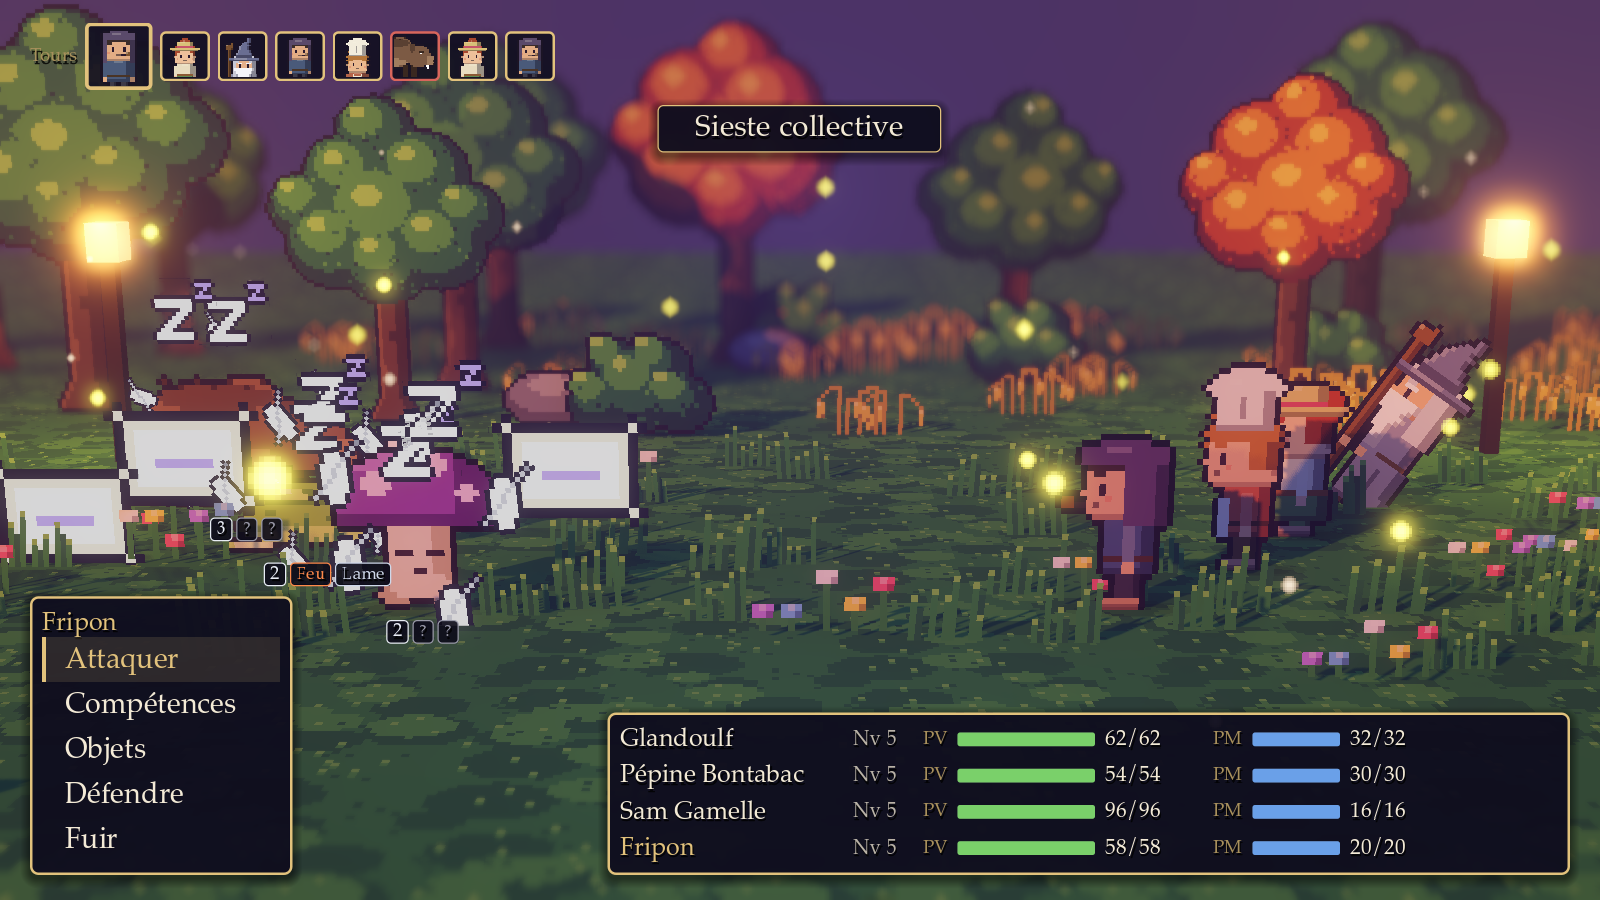 Tours
Sieste collective
Z z Z z
Z z z Z z
Z Z
3 ? ?
2 Feu Lame
2 ? ?
Fripon
Attaquer
Compétences
Objets
Défendre
Fuir
Glandoulf Nv 5 PV 62/62 PM 32/32
Pépine Bontabac Nv 5 PV 54/54 PM 30/30
Sam Gamelle Nv 5 PV 96/96 PM 16/16
Fripon Nv 5 PV 58/58 PM 20/20